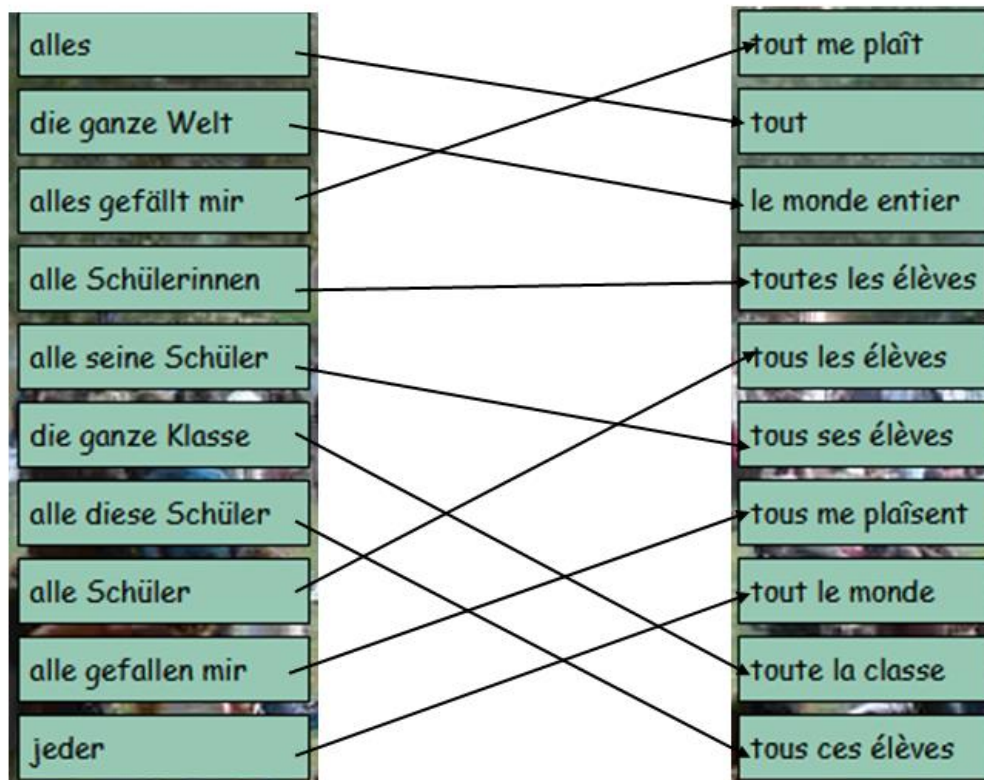 alles
die ganze Welt
alles gefällt mir
alle Schülerinnen
alle seine Schüler
die ganze Klasse
alle diese Schüler
alle Schüler
alle gefallen mir
jeder
tout me plaît
tout
le monde entier
toutes les élèves
tous les élèves
tous ses élèves
tous me plaîsent
tout le monde
toute la classe
tous ces élèves